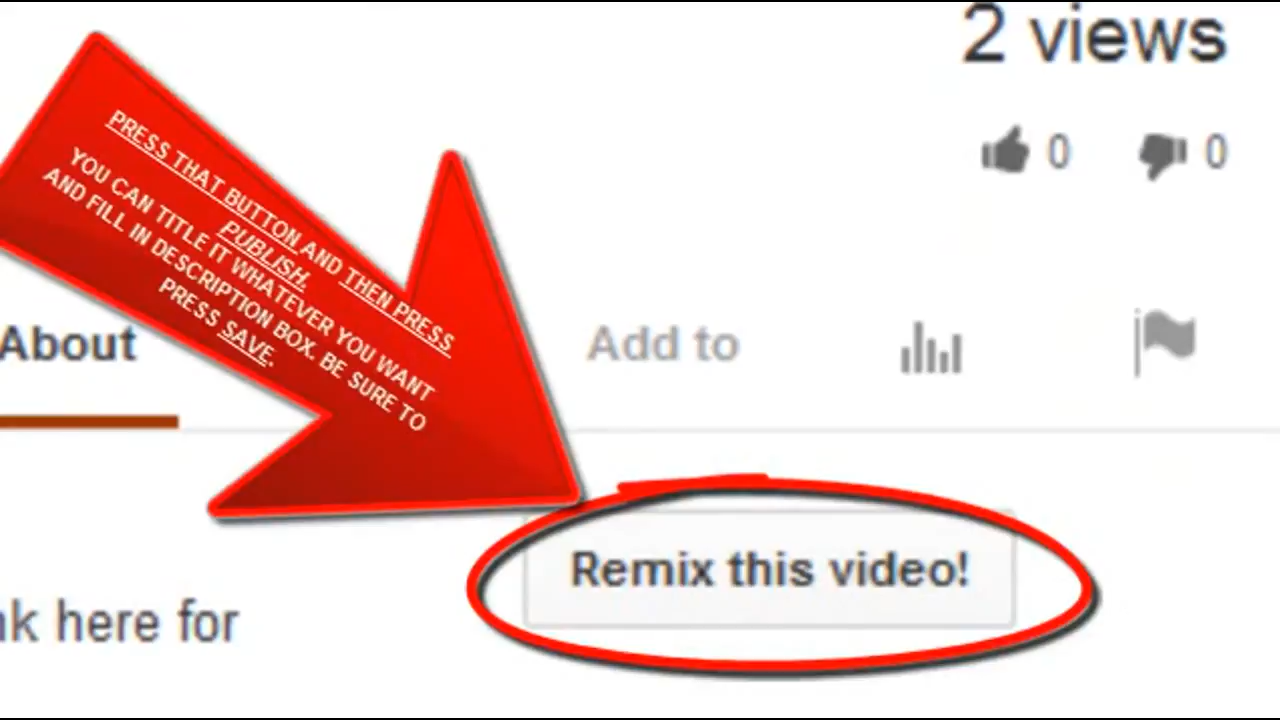 2 views
0 0
PRESS THAT BUTTON AND THEN PRESS
PUBLISH.
YOU CAN TITLE IT WHATEVER YOU WANT
AND FILL IN DESCRIPTION BOX. BE SURE TO
PRESS SAVE.
About Add to
Remix this video!
nk here for